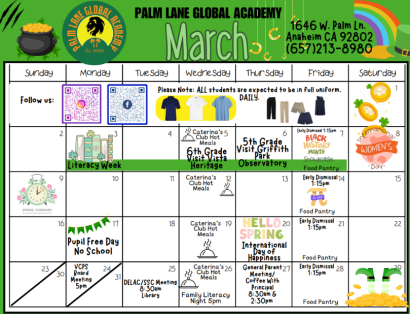 PALM LANE GLOBAL ACADEMY
PALM LANE GLOBAL ACADEMY
March
1646 W. Palm Ln.
Anaheim CA 92802
(657)213-8980
Sunday Monday Tuesday Wednesday Thursday Friday Saturday
Follow us:
Please Note: ALL students are expected to be in full uniform,
DAILY.
1
2
3
4
Caterina's 5
Club Hot
Meals
6th Grade
Visit Vista
Heritage
6
6th Grade
Visit Griffith
Park
Observatory
Early Dismissal 1:15pm 7
BLACK
HISTORY
MONTH
Food Pantry
8
WOMEN'S
DAY
Literacy Week
9
SPRING FORWARD
10
11
Caterina's 12
Club Hot
Meals
13
Early Dismissal 14
1:15pm
Food Pantry
15
16
17
Pupil Free Day
No School
18
Caterina's 19
Club Hot
Meals
HELLO 20
SPRING
International
Day of
Happiness
Early Dismissal 21
1:15pm
Food Pantry
22
23
30
VCPS 24
Board
Meeting
5pm
31
25
DELAC/SSC Meeting
8:30am
Library
Caterina's 26
Club Hot
Meals
Family Literacy
Night 5pm
General Parent 27
Meeting/
Coffee With
Principal
8:30am &
2:30pm
Early Dismissal 28
1:15pm
Food Pantry
29